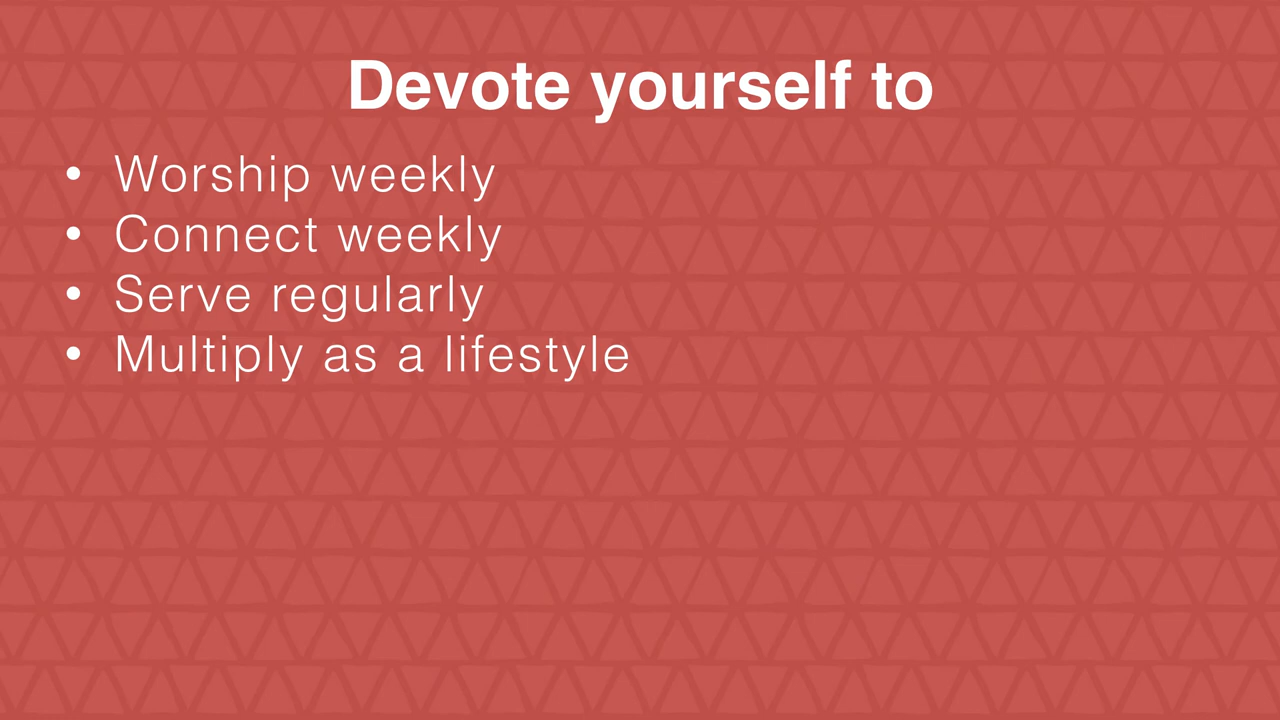 Devote yourself to
• Worship weekly
• Connect weekly
• Serve regularly
• Multiply as a lifestyle